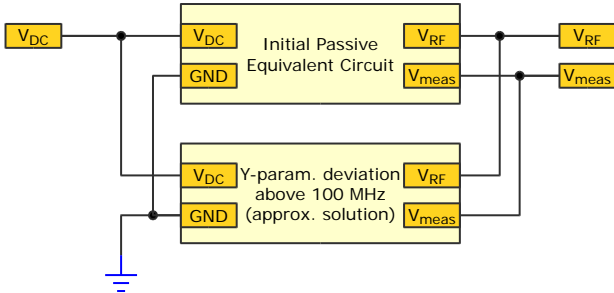 V_DC V_DC Initial Passive V_RF V_RF
GND Equivalent Circuit V_meas V_meas
V_DC Y-param. deviation V_RF
above 100 MHz
GND (approx. solution) V_meas